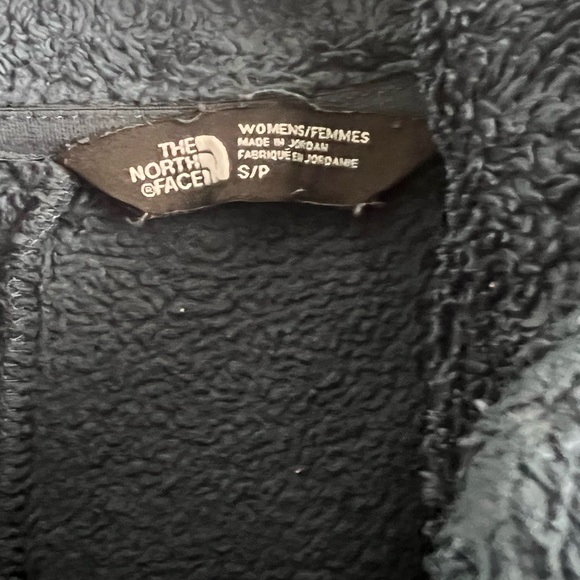 THE
NORTH
FACE
WOMENS/FEMMES
MADE IN JORDAN
FABRIQUÉ EN JORDANIE
S/P